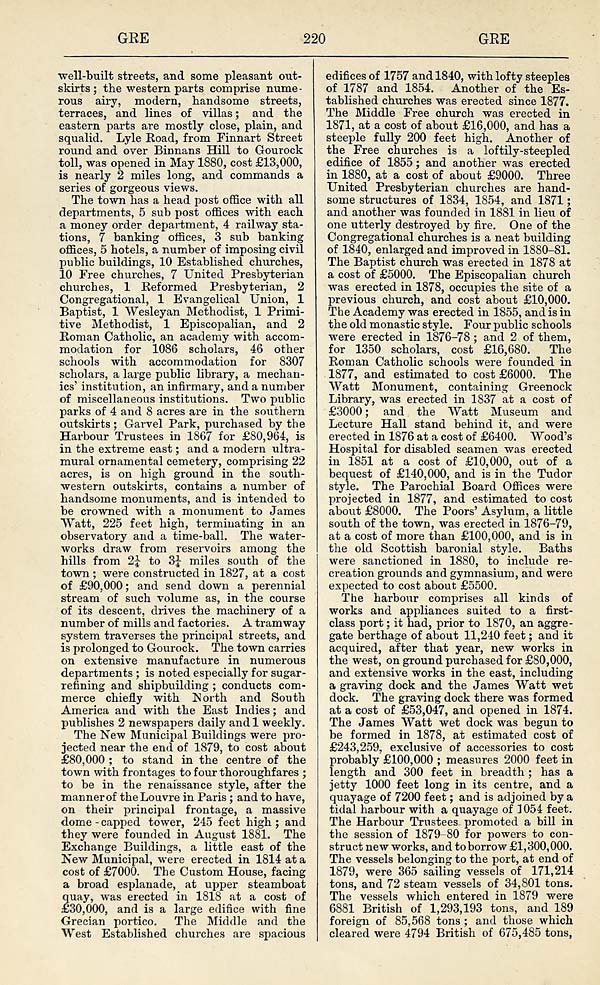 GRE 220 GRE
well-built streets, and some pleasant out-
skirts; the western parts comprise nume-
rous airy, modern, handsome streets,
terraces, and lines of villas; and the
eastern parts are mostly close, plain, and
squalid. Lyle Road, from Finnart Street
round and over Binnans Hill to Gourock
toll, was opened in May 1880, cost £13,000,
is nearly 2 miles long, and commands a
series of gorgeous views.
The town has a head post office with all
departments, 5 sub post offices with each
a money order department, 4 railway sta-
tions, 7 banking offices, 3 sub banking
offices, 5 hotels, a number of imposing civil
public buildings, 10 Established churches,
10 Free churches, 7 United Presbyterian
churches, 1 Reformed Presbyterian, 2
Congregational, 1 Evangelical Union, 1
Baptist, 1 Wesleyan Methodist, 1 Primi-
tive Methodist, 1 Episcopalian, and 2
Roman Catholic, an academy with accom-
modation for 1086 scholars, 46 other
schools with accommodation for 8307
scholars, a large public library, a mechan-
ics' institution, an infirmary, and a number
of miscellaneous institutions. Two public
parks of 4 and 8 acres are in the southern
outskirts; Garvel Park, purchased by the
Harbour Trustees in 1867 for £80,964, is
in the extreme east; and a modern ultra-
mural ornamental cemetery, comprising 22
acres, is on high ground in the south-
western outskirts, contains a number of
handsome monuments, and is intended to
be crowned with a monument to James
Watt, 225 feet high, terminating in an
observatory and a time-ball. The water-
works draw from reservoirs among the
hills from 2¼ to 3¼ miles south of the
town; were constructed in 1827, at a cost
of £90,000; and send down a perennial
stream of such volume as, in the course
of its descent, drives the machinery of a
number of mills and factories. A tramway
system traverses the principal streets, and
is prolonged to Gourock. The town carries
on extensive manufacture in numerous
departments; is noted especially for sugar-
refining and shipbuilding; conducts com-
merce chiefly with North and South
America and with the East Indies; and
publishes 2 newspapers daily and 1 weekly.
The New Municipal Buildings were pro-
jected near the end of 1879, to cost about
£80,000; to stand in the centre of the
town with frontages to four thoroughfares;
to be in the renaissance style, after the
manner of the Louvre in Paris; and to have,
on their principal frontage, a massive
dome-capped tower, 245 feet high; and
they were founded in August 1881. The
Exchange Buildings, a little east of the
New Municipal, were erected in 1814 at a
cost of £7000. The Custom House, facing
a broad esplanade, at upper steamboat
quay, was erected in 1818 at a cost of
£30,000, and is a large edifice with fine
Grecian portico. The Middle and the
West Established churches are spacious
edifices of 1757 and 1840, with lofty steeples
of 1787 and 1854. Another of the Es-
tablished churches was erected since 1877.
The Middle Free church was erected in
1871, at a cost of about £16,000, and has a
steeple fully 200 feet high. Another of
the Free churches is a loftily-steepled
edifice of 1855; and another was erected
in 1880, at a cost of about £9000. Three
United Presbyterian churches are hand-
some structures of 1834, 1854, and 1871;
and another was founded in 1881 in lieu of
one utterly destroyed by fire. One of the
Congregational churches is a neat building
of 1840, enlarged and improved in 1880-81.
The Baptist church was erected in 1878 at
a cost of £5000. The Episcopalian church
was erected in 1878, occupies the site of a
previous church, and cost about £10,000.
The Academy was erected in 1855, and is in
the old monastic style. Four public schools
were erected in 1876-78; and 2 of them,
for 1350 scholars, cost £16,680. The
Roman Catholic schools were founded in
1877, and estimated to cost £6000. The
Watt Monument, containing Greenock
Library, was erected in 1837 at a cost of
£3000; and the Watt Museum and
Lecture Hall stand behind it, and were
erected in 1876 at a cost of £6400. Wood's
Hospital for disabled seamen was erected
in 1851 at a cost of £10,000, out of a
bequest of £140,000, and is in the Tudor
style. The Parochial Board Offices were
projected in 1877, and estimated to cost
about £8000. The Poors' Asylum, a little
south of the town, was erected in 1876-79,
at a cost of more than £100,000, and is in
the old Scottish baronial style. Baths
were sanctioned in 1880, to include re-
creation grounds and gymnasium, and were
expected to cost about £5500.
The harbour comprises all kinds of
works and appliances suited to a first-
class port; it had, prior to 1870, an aggre-
gate berthage of about 11,240 feet; and it
acquired, after that year, new works in
the west, on ground purchased for £80,000,
and extensive works in the east, including
a graving dock and the James Watt wet
dock. The graving dock there was formed
at a cost of £53,047, and opened in 1874.
The James Watt wet dock was begun to
be formed in 1878, at estimated cost of
£243,259, exclusive of accessories to cost
probably £100,000; measures 2000 feet in
length and 300 feet in breadth; has a
jetty 1000 feet long in its centre, and a
quayage of 7200 feet; and is adjoined by a
tidal harbour with a quayage of 1054 feet.
The Harbour Trustees promoted a bill in
the session of 1879-80 for powers to con-
struct new works, and to borrow £1,300,000.
The vessels belonging to the port, at end of
1879, were 365 sailing vessels of 171,214
tons, and 72 steam vessels of 34,801 tons.
The vessels which entered in 1879 were
6881 British of 1,293,193 tons, and 189
foreign of 85,568 tons; and those which
cleared were 4794 British of 675,485 tons,